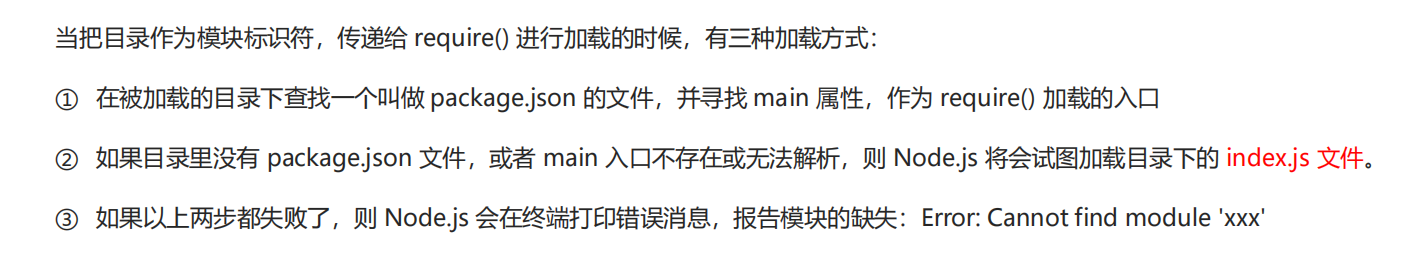 当把目录作为模块标识符，传递给 require() 进行加载的时候，有三种加载方式：
① 在被加载的目录下查找一个叫做 package.json 的文件，并寻找 main 属性，作为 require() 加载的入口
② 如果目录里没有 package.json 文件，或者 main 入口不存在或无法解析，则 Node.js 将会试图加载目录下的 index.js 文件。
③ 如果以上两步都失败了，则 Node.js 会在终端打印错误消息，报告模块的缺失：Error: Cannot find module 'xxx'